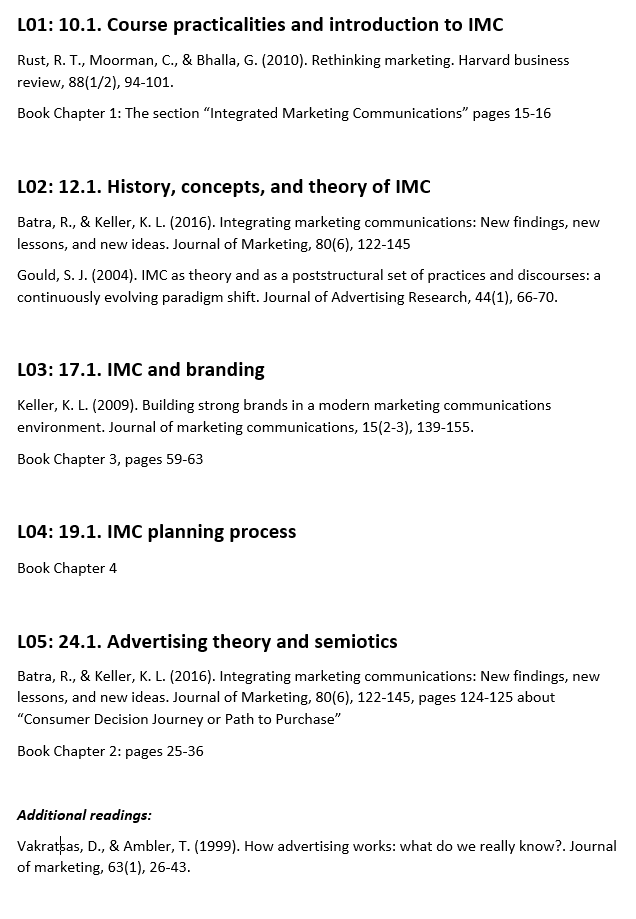 L01: 10.1. Course practicalities and introduction to IMC
Rust, R. T., Moorman, C., & Bhalla, G. (2010). Rethinking marketing. Harvard business
review, 88(1/2), 94-101.
Book Chapter 1: The section “Integrated Marketing Communications” pages 15-16
L02: 12.1. History, concepts, and theory of IMC
Batra, R., & Keller, K. L. (2016). Integrating marketing communications: New findings, new
lessons, and new ideas. Journal of Marketing, 80(6), 122-145
Gould, S. J. (2004). IMC as theory and as a poststructural set of practices and discourses: a
continuously evolving paradigm shift. Journal of Advertising Research, 44(1), 66-70.
L03: 17.1. IMC and branding
Keller, K. L. (2009). Building strong brands in a modern marketing communications
environment. Journal of marketing communications, 15(2-3), 139-155.
Book Chapter 3, pages 59-63
L04: 19.1. IMC planning process
Book Chapter 4
L05: 24.1. Advertising theory and semiotics
Batra, R., & Keller, K. L. (2016). Integrating marketing communications: New findings, new
lessons, and new ideas. Journal of Marketing, 80(6), 122-145, pages 124-125 about
“Consumer Decision Journey or Path to Purchase”
Book Chapter 2: pages 25-36
Additional readings:
Vakratsas, D., & Ambler, T. (1999). How advertising works: what do we really know?. Journal
of marketing, 63(1), 26-43.